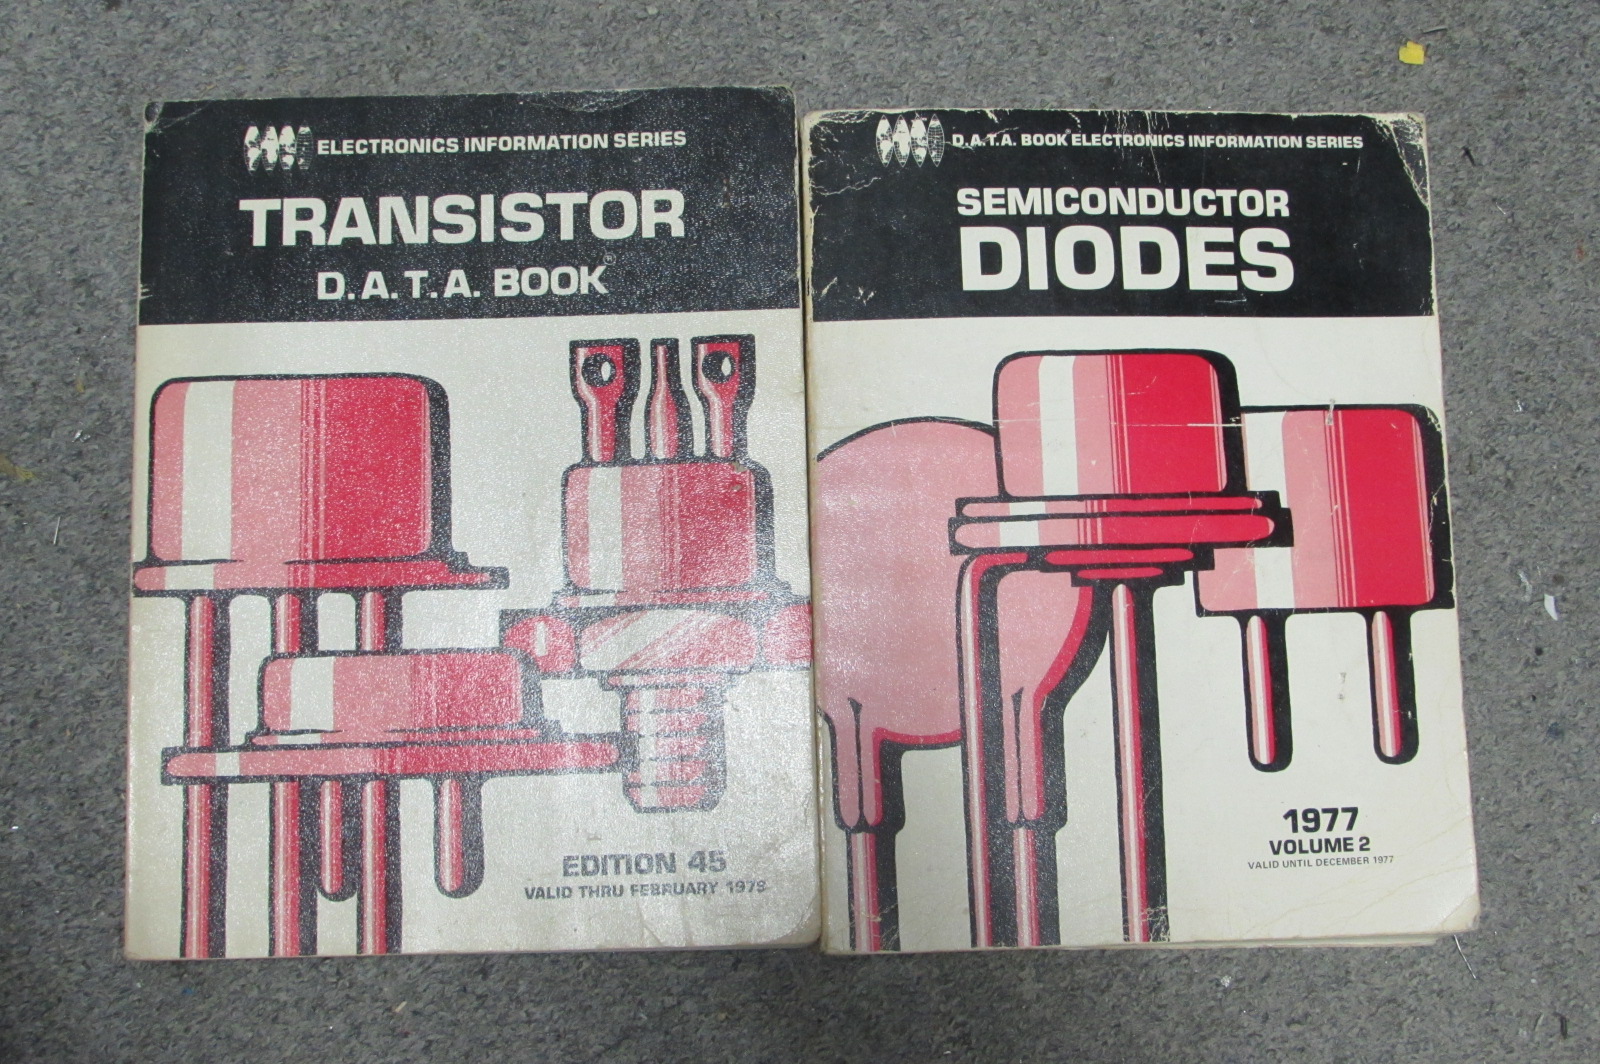 ELECTRONICS INFORMATION SERIES
TRANSISTOR
D.A.T.A. BOOK®
EDITION 45
VALID THRU FEBRUARY
D.A.T.A. BOOK® ELECTRONICS INFORMATION SERIES
SEMICONDUCTOR
DIODES
1977
VOLUME 2
VALID UNTIL DECEMBER 1977